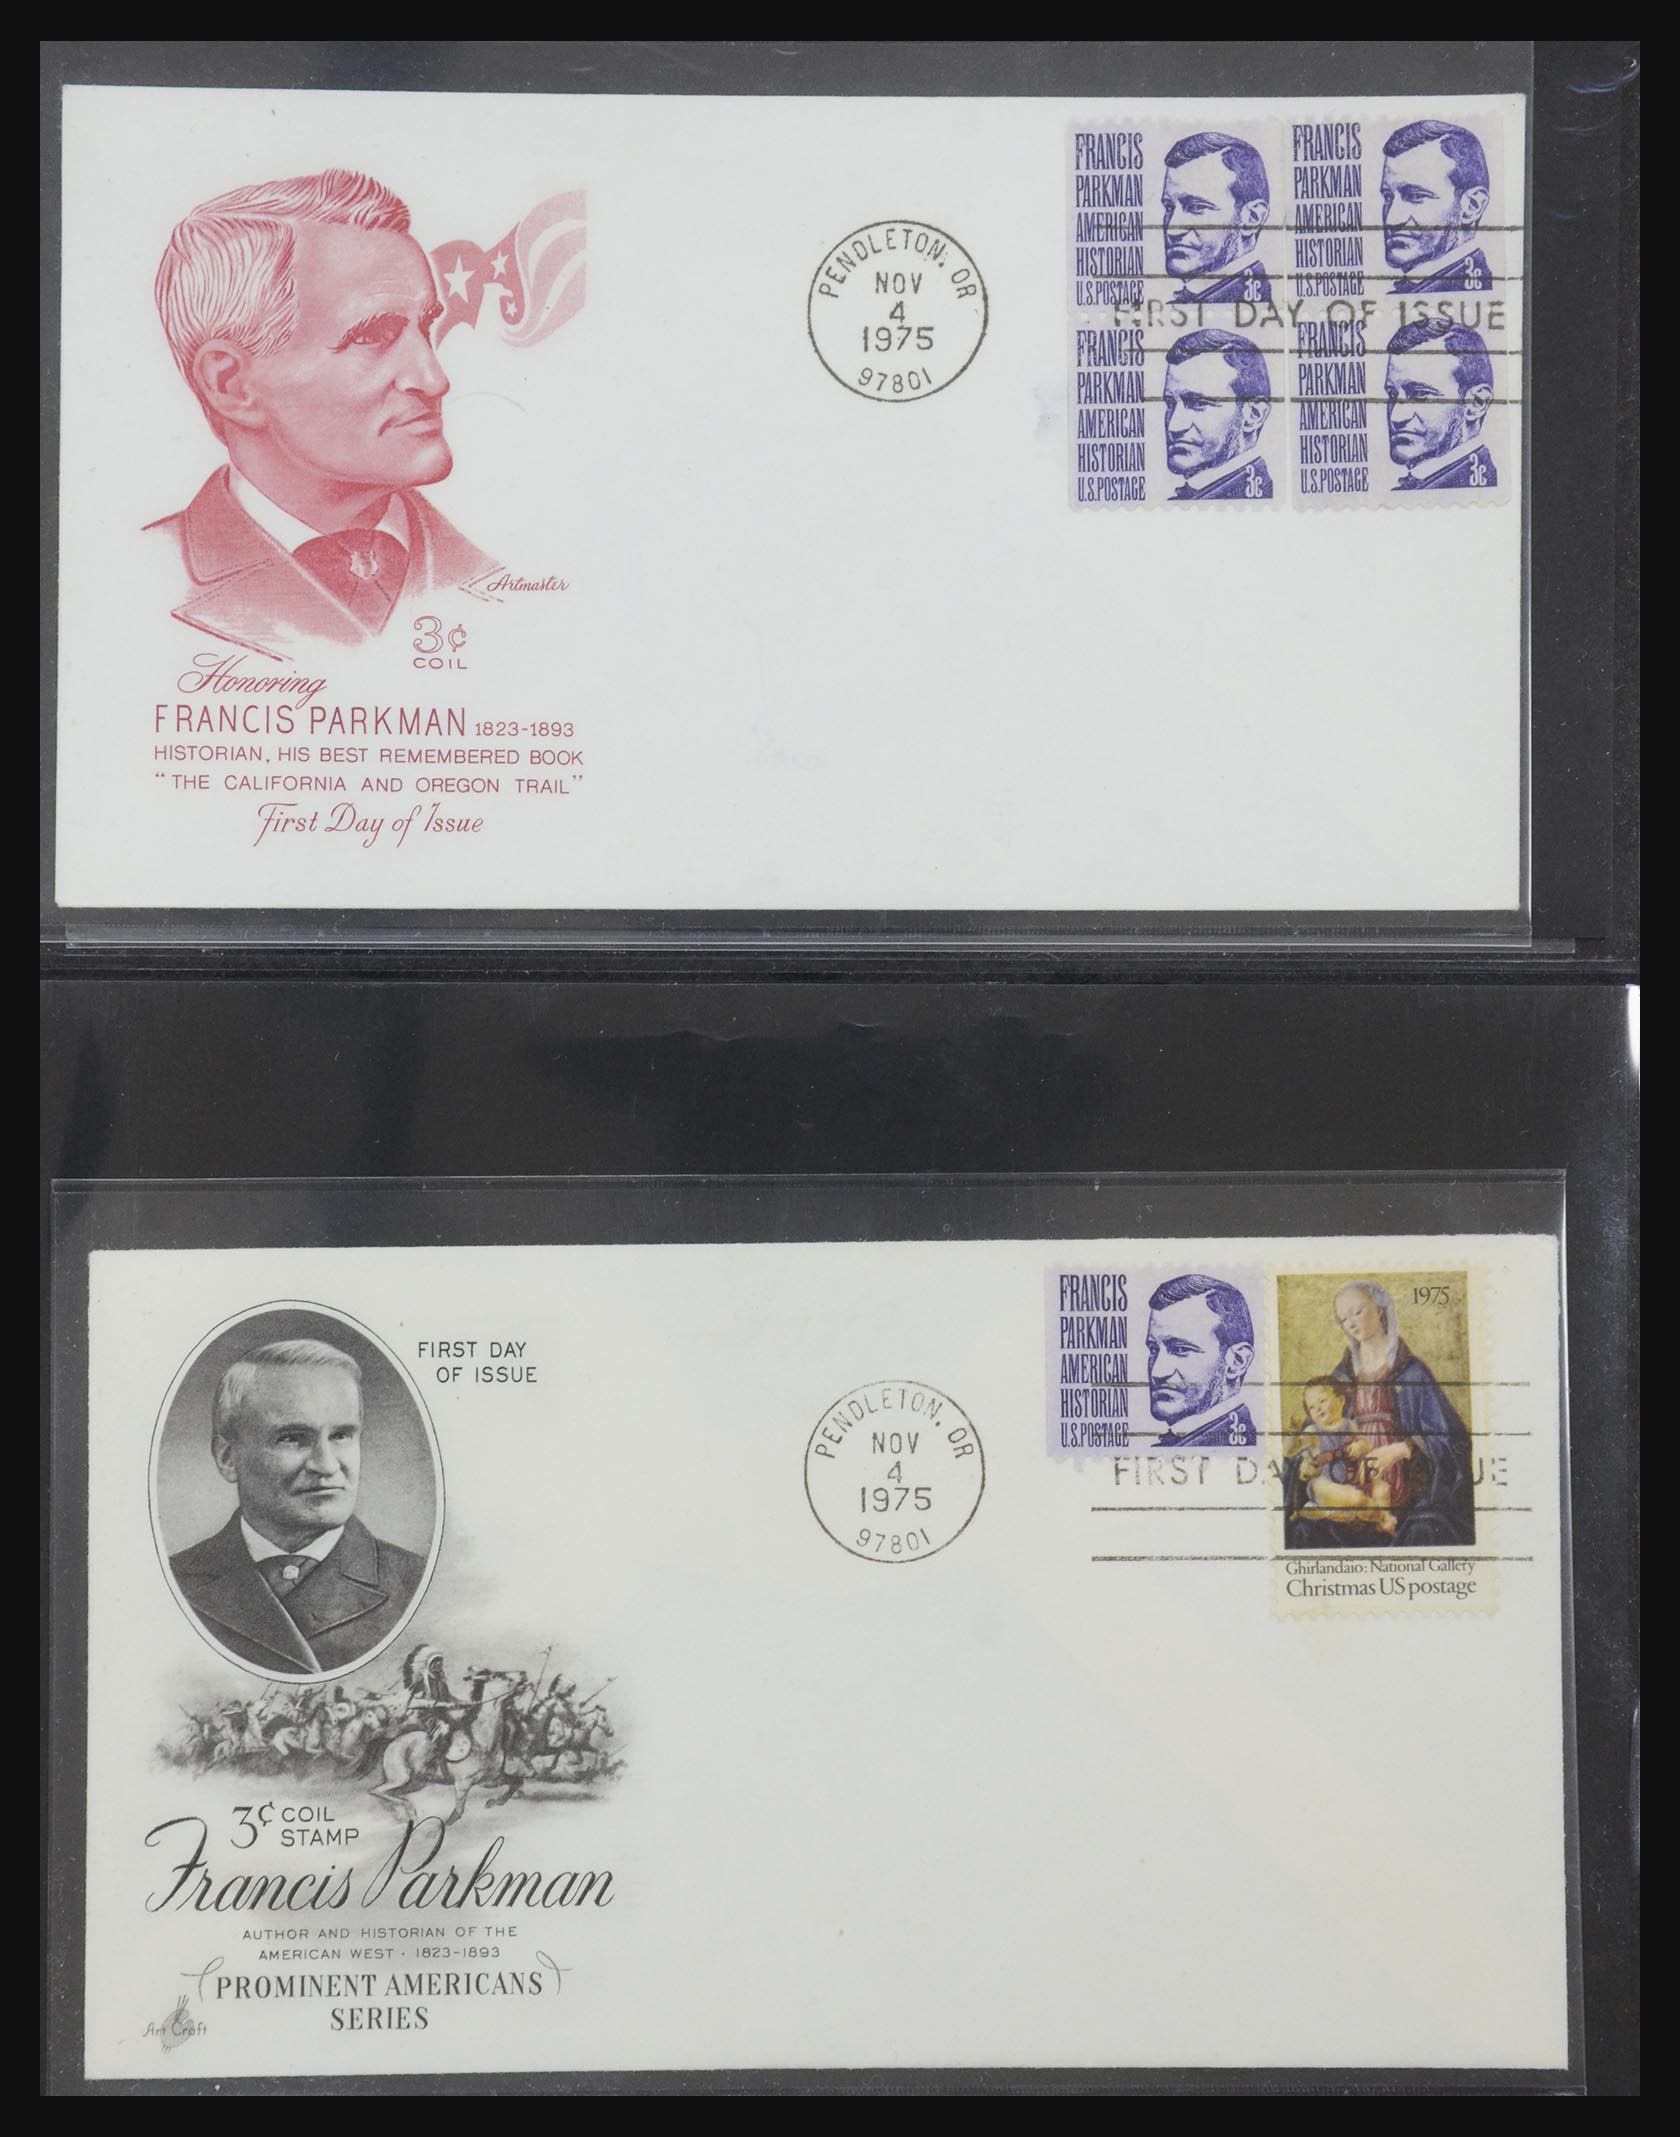 Artmaster
3¢
COIL
Honoring
FRANCIS PARKMAN 1823-1893
HISTORIAN, HIS BEST REMEMBERED BOOK
“THE CALIFORNIA AND OREGON TRAIL”
First Day of Issue
PENDLETON, OR
NOV
4
1975
97801
FRANCIS
PARKMAN
AMERICAN
HISTORIAN
U.S.POSTAGE
3¢
FRANCIS
PARKMAN
AMERICAN
HISTORIAN
U.S.POSTAGE
3¢
FIRST DAY OF ISSUE
FRANCIS
PARKMAN
AMERICAN
HISTORIAN
U.S.POSTAGE
3¢
FRANCIS
PARKMAN
AMERICAN
HISTORIAN
U.S.POSTAGE
3¢
FIRST DAY
OF ISSUE
3¢ COIL
STAMP
Francis Parkman
AUTHOR AND HISTORIAN OF THE
AMERICAN WEST · 1823-1893
PROMINENT AMERICANS
SERIES
Art Craft
PENDLETON, OR
NOV
4
1975
97801
FRANCIS
PARKMAN
AMERICAN
HISTORIAN
U.S.POSTAGE
3¢
1975
FIRST DAY OF ISSUE
Ghirlandaio: National Gallery
Christmas US postage